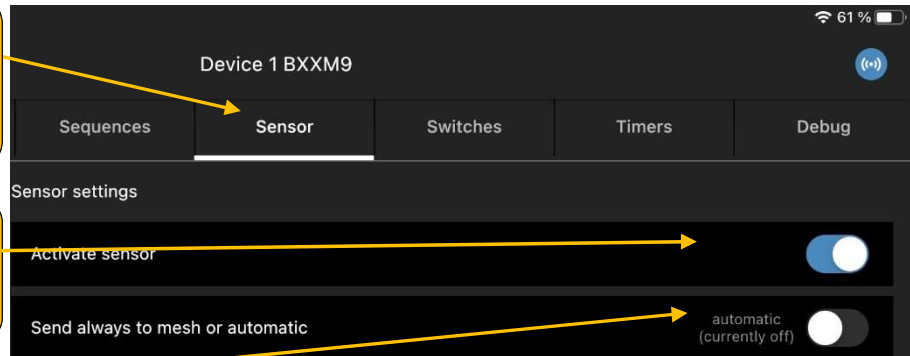 61 %
Device 1 BXXM9
Sequences Sensor Switches Timers Debug
Sensor settings
Activate sensor
Send always to mesh or automatic automatic
(currently off)